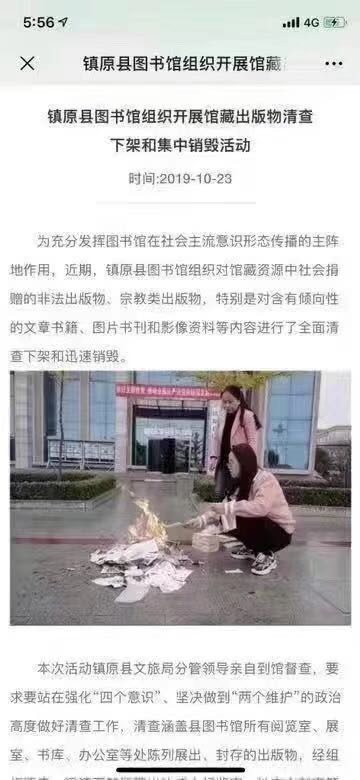 5:56
4G
镇原县图书馆组织开展馆藏
镇原县图书馆组织开展馆藏出版物清查
下架和集中销毁活动
时间:2019-10-23
为充分发挥图书馆在社会主流意识形态传播的主阵
地作用，近期，镇原县图书馆组织对馆藏资源中社会捐
赠的非法出版物、宗教类出版物，特别是对含有倾向性
的文章书籍、图片书刊和影像资料等内容进行了全面清
查下架和迅速销毁。
本次活动镇原县文旅局分管领导亲自到馆督查，要
求要站在强化“四个意识”、坚决做到“两个维护”的政治
高度做好清查工作，清查涵盖县图书馆所有阅览室、展
室、书库、办公室等处陈列展出、封存的出版物，经组